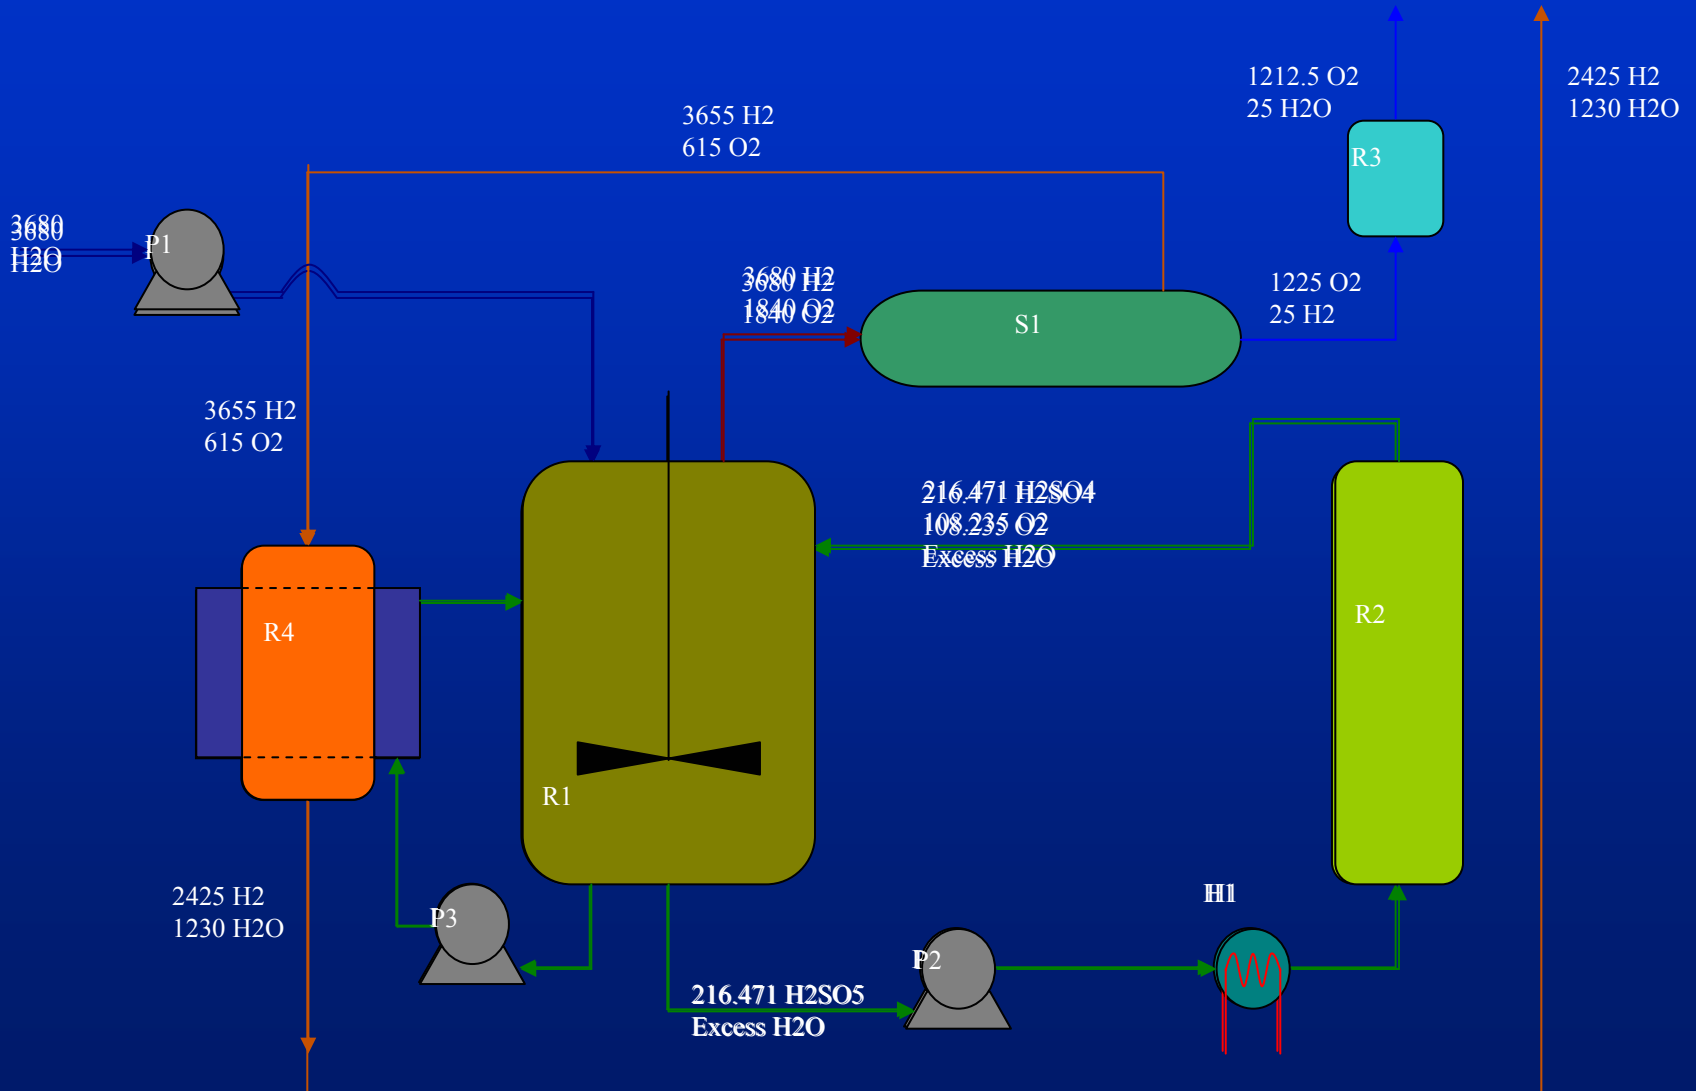 1212.5 O2
25 H2O
2425 H2
1230 H2O
3655 H2
615 O2
R3
3680
H2O
P1
3680 H2
1840 O2
1225 O2
25 H2
S1
3655 H2
615 O2
216.471 H2SO4
108.235 O2
Excess H2O
R4
R2
R1
2425 H2
1230 H2O
P3
H1
P2
216.471 H2SO5
Excess H2O